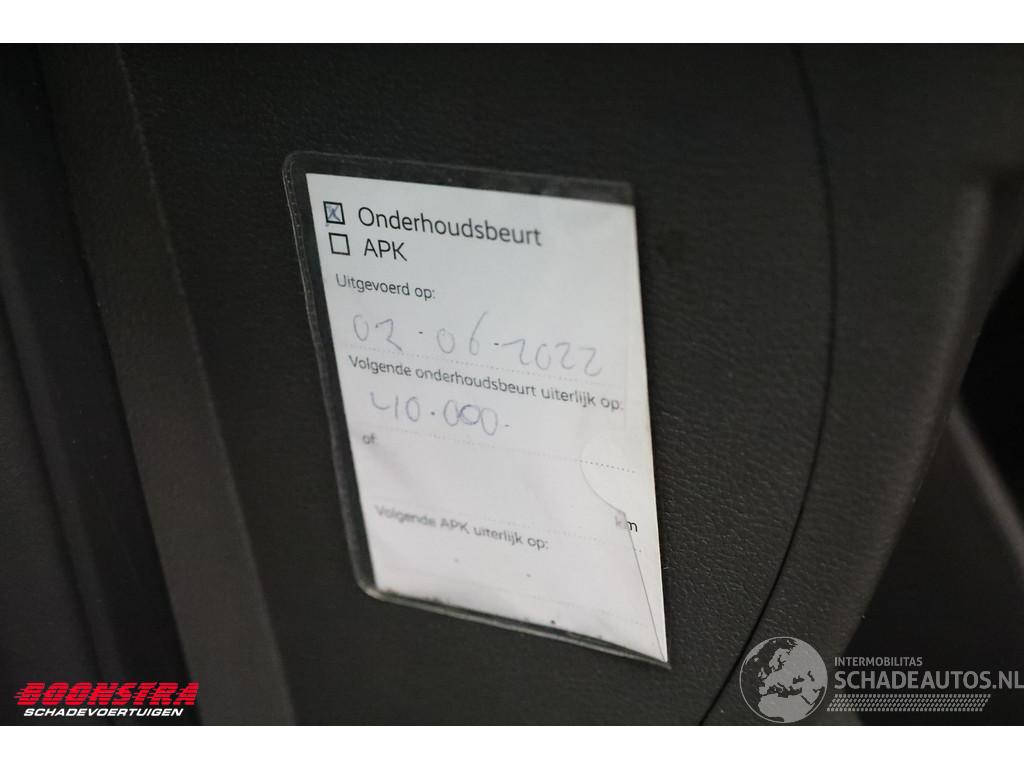 Onderhoudsbeurt
APK
Uitgevoerd op:
02-06-2022
Volgende onderhoudsbeurt uiterlijk op:
40.000.
of
km
Volgende APK uiterlijk op:
BOONSTRA
SCHADEVOERTUIGEN
INTERMOBILITAS
SCHADEAUTOS.NL